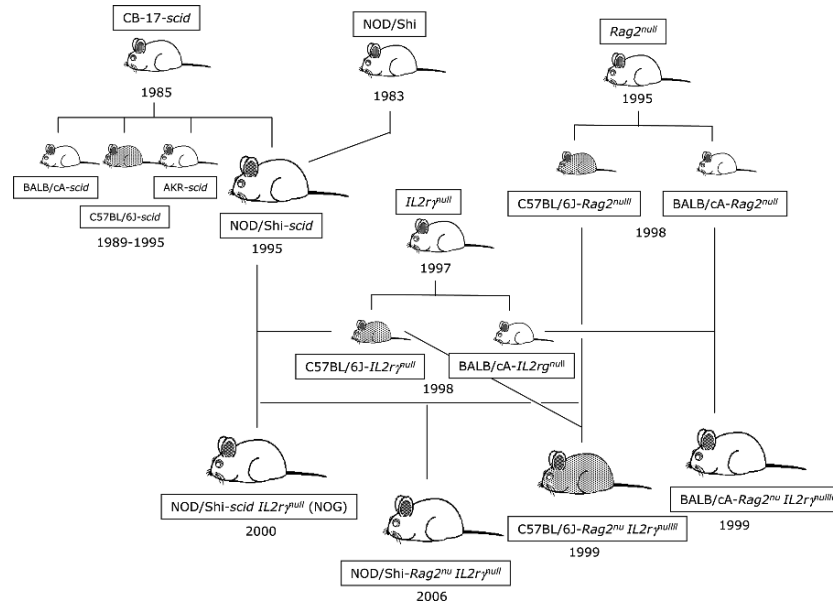 CB-17-scid
NOD/Shi
Rag2null
1985
1983
1995
BALB/cA-scid
AKR-scid
C57BL/6J-scid
1989-1995
NOD/Shi-scid
1995
IL2rγnull
1997
C57BL/6J-Rag2nulll
BALB/cA-Rag2null
1998
C57BL/6J-IL2rγnull
BALB/cA-IL2rgnull
1998
NOD/Shi-scid IL2rγnull (NOG)
2000
NOD/Shi-Rag2nu IL2rγnull
2006
C57BL/6J-Rag2nu IL2rγnullll
1999
BALB/cA-Rag2nu IL2rγnullll
1999